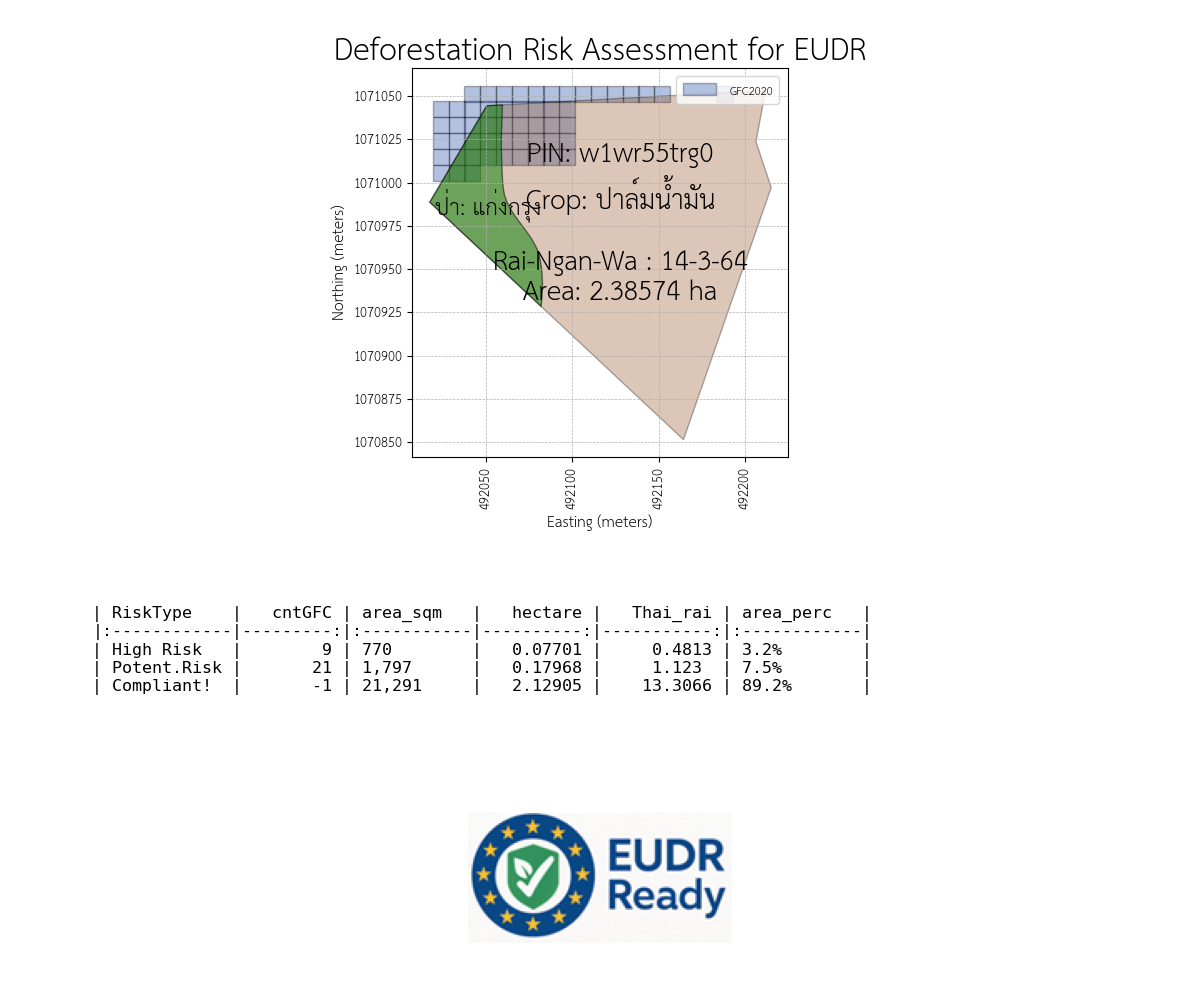 Deforestation Risk Assessment for EUDR
GFC2020
1071050
1071025
1071000
1070975
1070950
1070925
1070900
1070875
1070850
Northing (meters)
PIN: w1wr55trg0
ป่า: แก่งกรุง
Crop: ปาล์มน้ำมัน
Rai-Ngan-Wa : 14-3-64
Area: 2.38574 ha
492050
492100
492150
492200
Easting (meters)
| RiskType | cntGFC | area_sqm | hectare | Thai_rai | area_perc |
|:------------|---------:|:-----------|----------:|-----------:|:------------|
| High Risk | 9 | 770 | 0.07701 | 0.4813 | 3.2% |
| Potent.Risk | 21 | 1,797 | 0.17968 | 1.123 | 7.5% |
| Compliant! | -1 | 21,291 | 2.12905 | 13.3066 | 89.2% |
EUDR
Ready